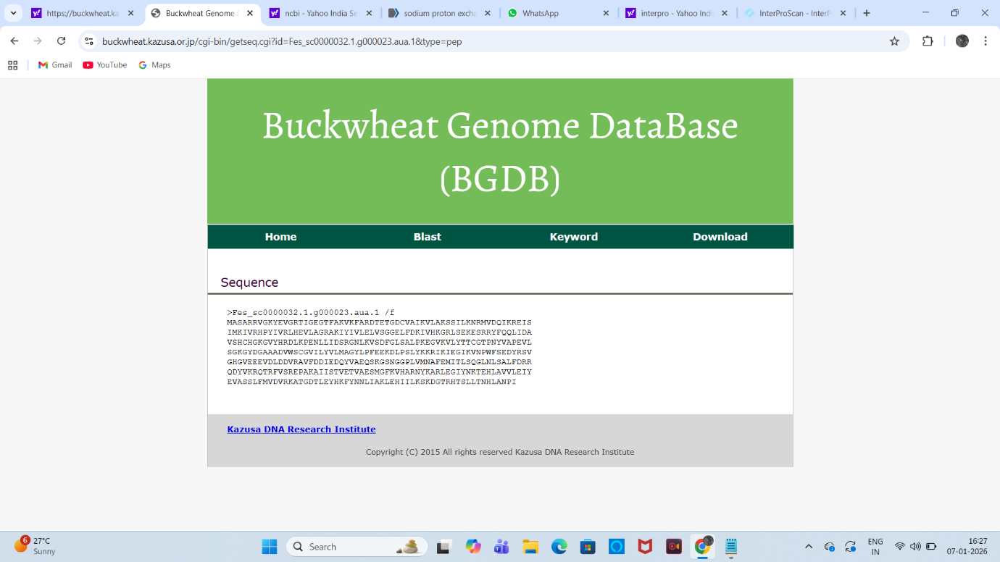 https://buckwheat.ka
Buckwheat Genome
ncbi - Yahoo India Se
sodium proton excha
WhatsApp
interpro - Yahoo Indi
InterProScan - InterP
buckwheat.kazusa.or.jp/cgi-bin/getseq.cgi?id=Fes_sc0000032.1.g000023.aua.1&type=pep
Gmail
YouTube
Maps
Buckwheat Genome DataBase
(BGDB)
Home
Blast
Keyword
Download
Sequence
>Fes_sc0000032.1.g000023.aua.1 /f
MASARRVGKYEVGRTIGEGTFAKVKFARDTETGDCVAIKVLAKSSILKNRMVDQIKREIS
IMKIVRHPYIVRLHEVLAGRAKIYIVLELVSGGELFDKIVHKGRLSEKESRRYFQQLIDA
VSHCHGKGVYHRDLKPENLLIDSRGNLKVSDFGLSALPKEGVKVLYTTCGTPNYVAPEVL
SGKGYDGAAADVWSCGVILYVLMAGYLPFEEKDLPSLYKKRIKIEGIKVNPWFSEDYRSV
GHGVEEEVDLDDVRAVFDDIEDQYVAEQSKGSNGGPLVMNAFEMITLSQGLNLSALFDRR
QDYVKRQTRFVSREPAKAIISTVETVAESMGFKVHARNYKARLEGIYNKTEHLAVVLEIY
EVASSLFMVDVRKATGDTLEYHKFYNNLIAKLEHIILKSKDGTRHTSLLTNHLANPI
Kazusa DNA Research Institute
Copyright (C) 2015 All rights reserved Kazusa DNA Research Institute
6
27°C
Sunny
Search
ENG
IN
16:27
07-01-2026